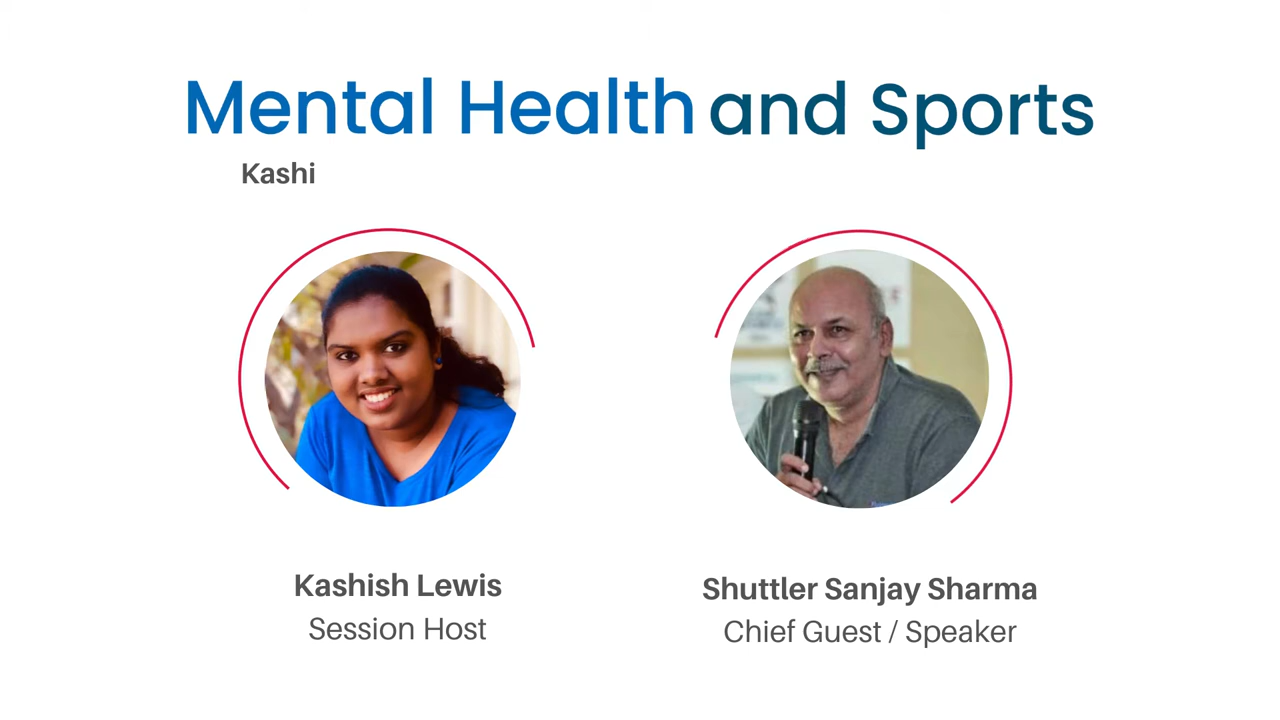 Mental Health and Sports
Kashi
Kashish Lewis
Session Host
Shuttler Sanjay Sharma
Chief Guest / Speaker